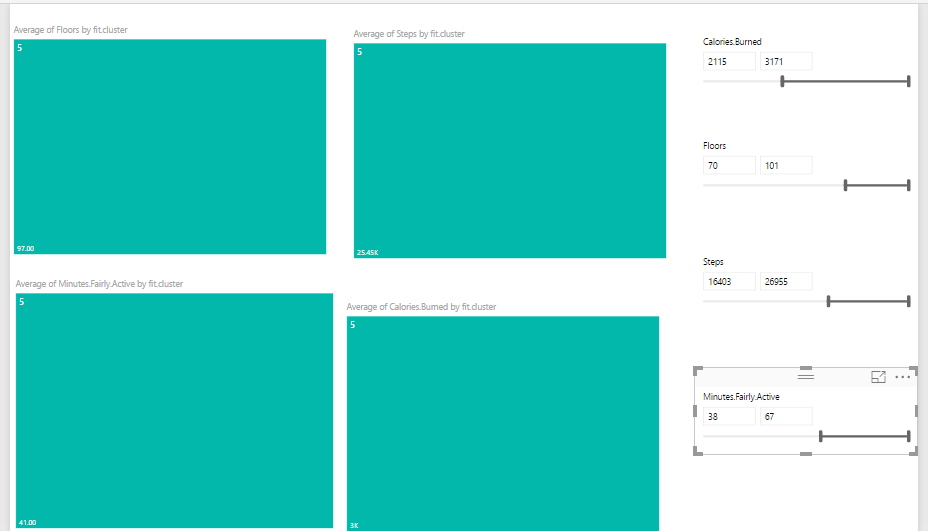 Average of Floors by fit.cluster
5
97.00
Average of Steps by fit.cluster
5
25.45K
Average of Minutes.Fairly.Active by fit.cluster
5
41.00
Average of Calories.Burned by fit.cluster
5
3K
Calories.Burned
2115 3171
Floors
70 101
Steps
16403 26955
Minutes.Fairly.Active
38 67